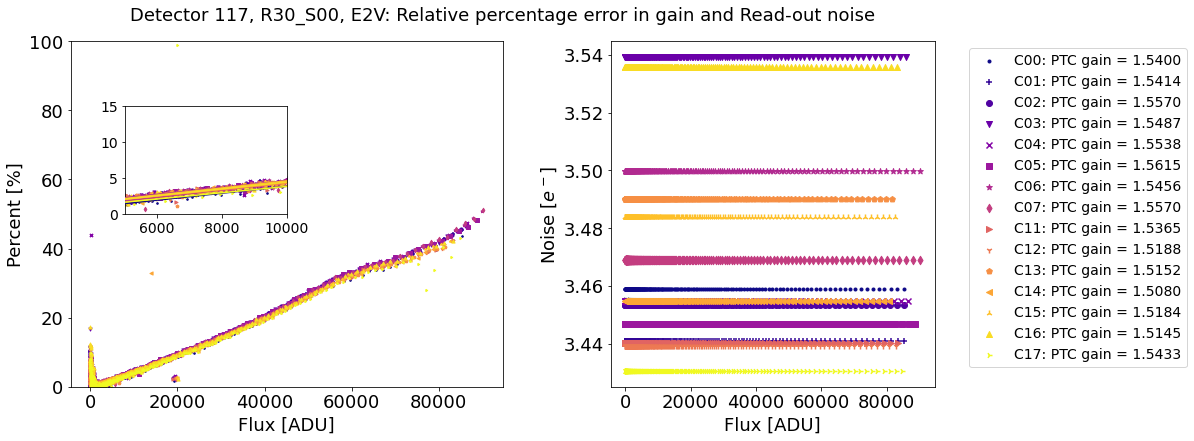 Detector 117, R30_S00, E2V: Relative percentage error in gain and Read-out noise
Percent [%]
100
80
60
40
20
0
15
10
5
0
6000 8000 10000
0 20000 40000 60000 80000
Flux [ADU]
Noise [e⁻]
3.54
3.52
3.50
3.48
3.46
3.44
0 20000 40000 60000 80000
Flux [ADU]
C00: PTC gain = 1.5400
C01: PTC gain = 1.5414
C02: PTC gain = 1.5570
C03: PTC gain = 1.5487
C04: PTC gain = 1.5538
C05: PTC gain = 1.5615
C06: PTC gain = 1.5456
C07: PTC gain = 1.5570
C11: PTC gain = 1.5365
C12: PTC gain = 1.5188
C13: PTC gain = 1.5152
C14: PTC gain = 1.5080
C15: PTC gain = 1.5184
C16: PTC gain = 1.5145
C17: PTC gain = 1.5433